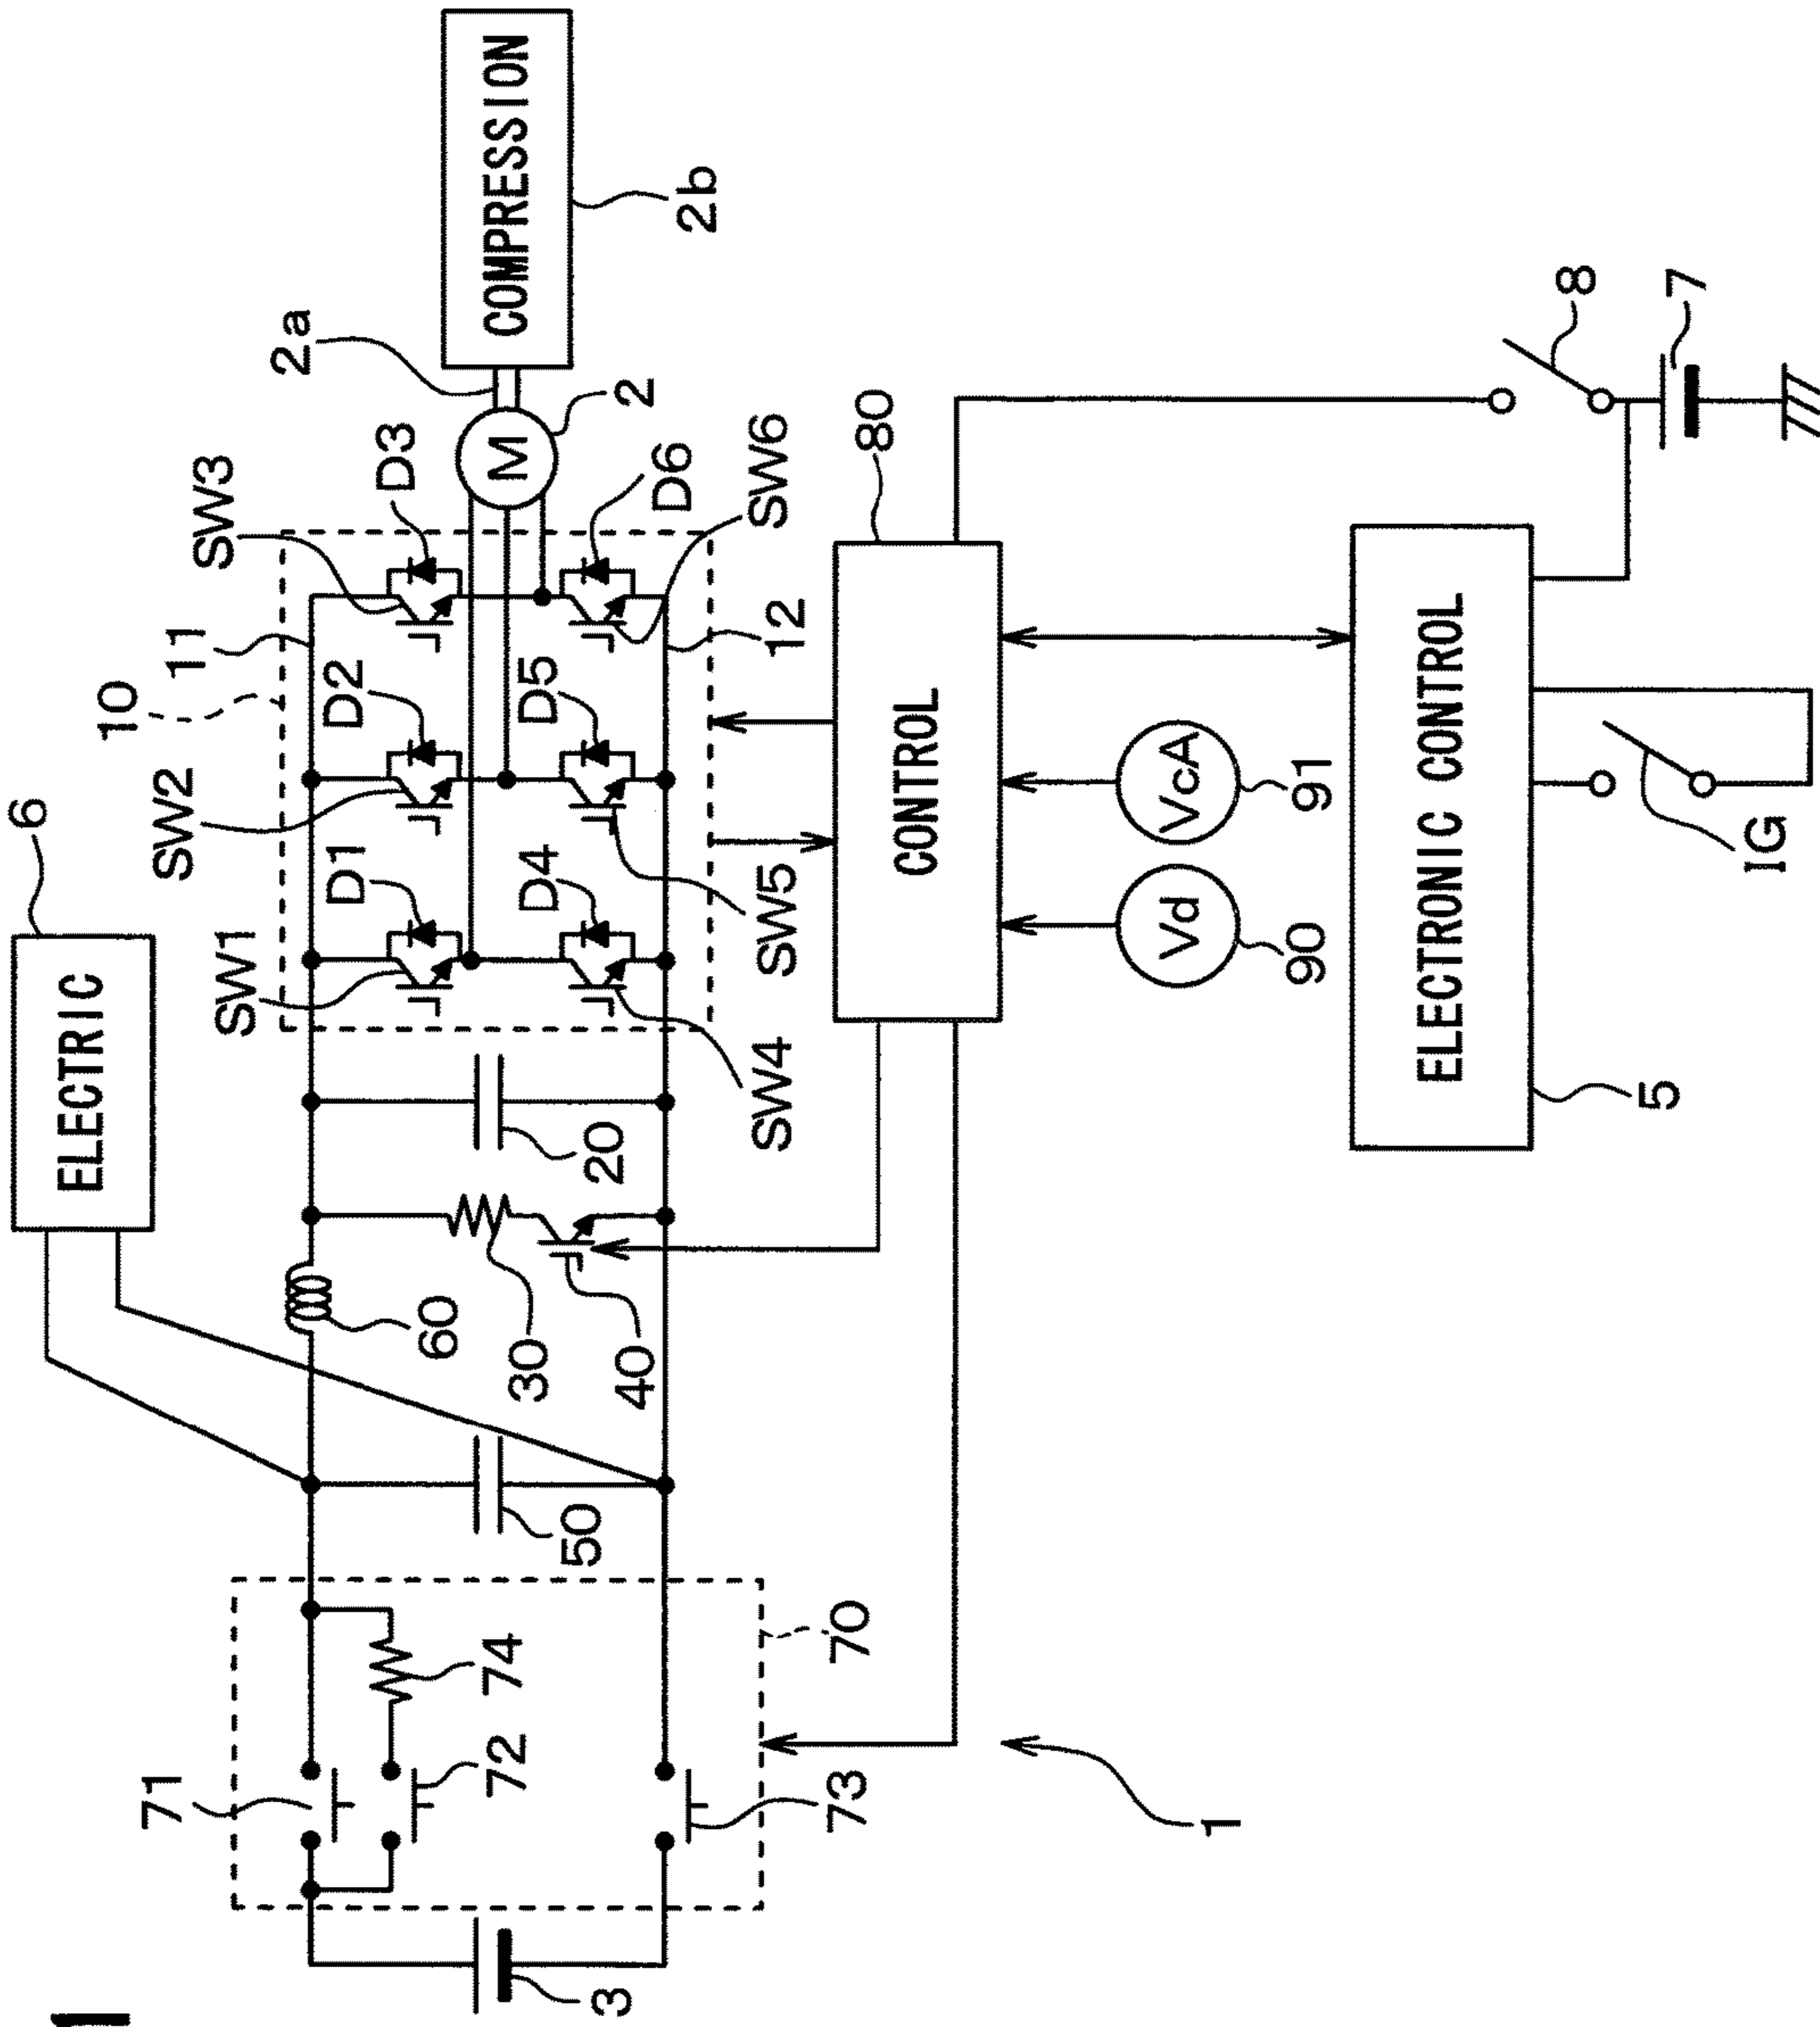 1
6
ELECTRIC
10
11
71
SW1
SW2
SW3
D1
D2
D3
2a
COMPRESSION
60
74
72
30
2
M
D4
D5
D6
2b
3
50
20
40
SW4
SW5
SW6
12
73
70
80
CONTROL
1
Vd
VcA
90
91
ELECTRONIC CONTROL
5
IG
8
7